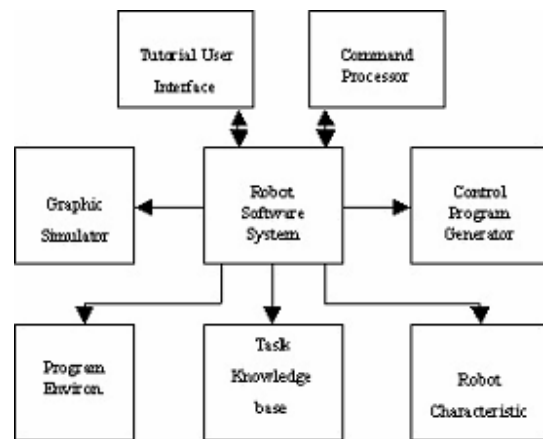 Tutorial User
Interface
Command
Processor
Graphic
Simulator
Robot
Software
System
Control
Program
Generator
Program
Environ.
Task
Knowledge
base
Robot
Characteristic